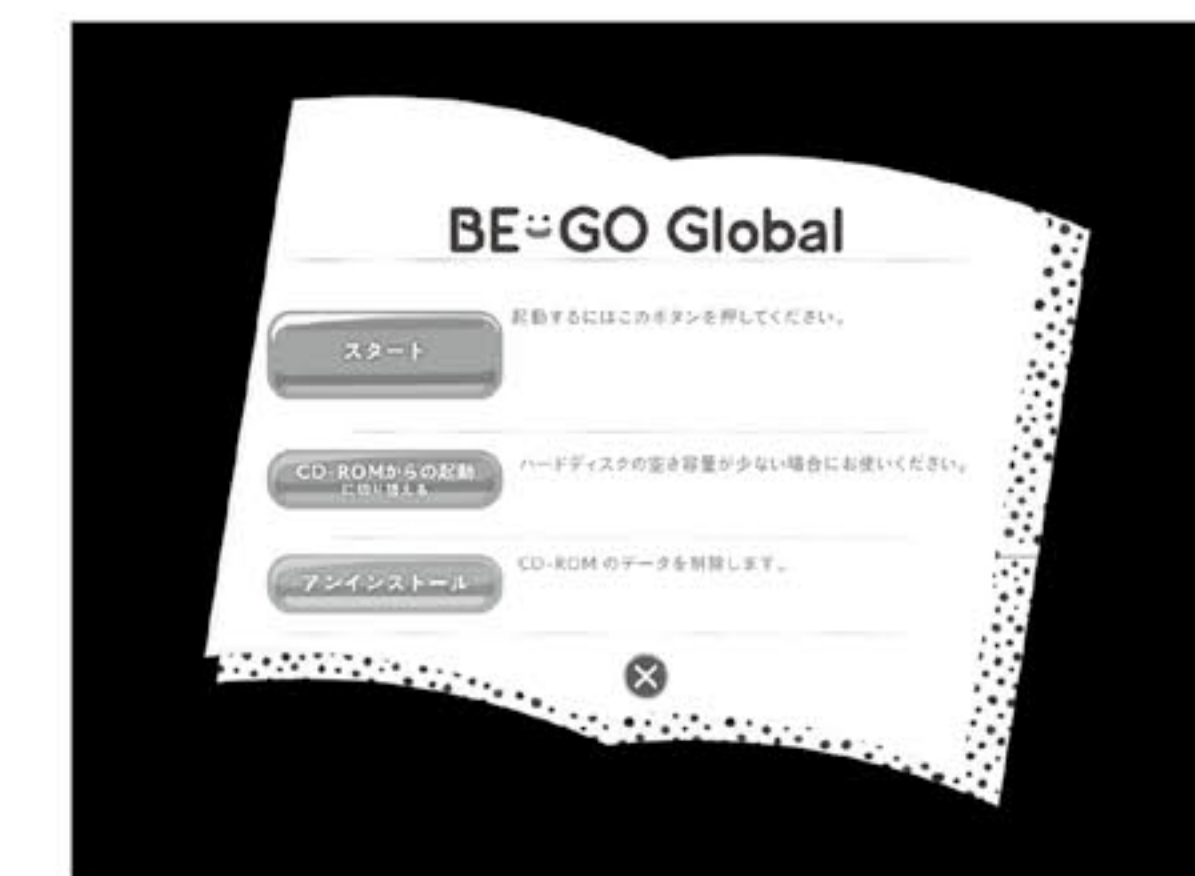 BE GO Global
スタート
起動するにはこのボタンを押してください。
CD-ROMからの起動
に切り替える
ハードディスクの空き容量が少ない場合にお使いください。
アンインストール
CD-ROM のデータを削除します。